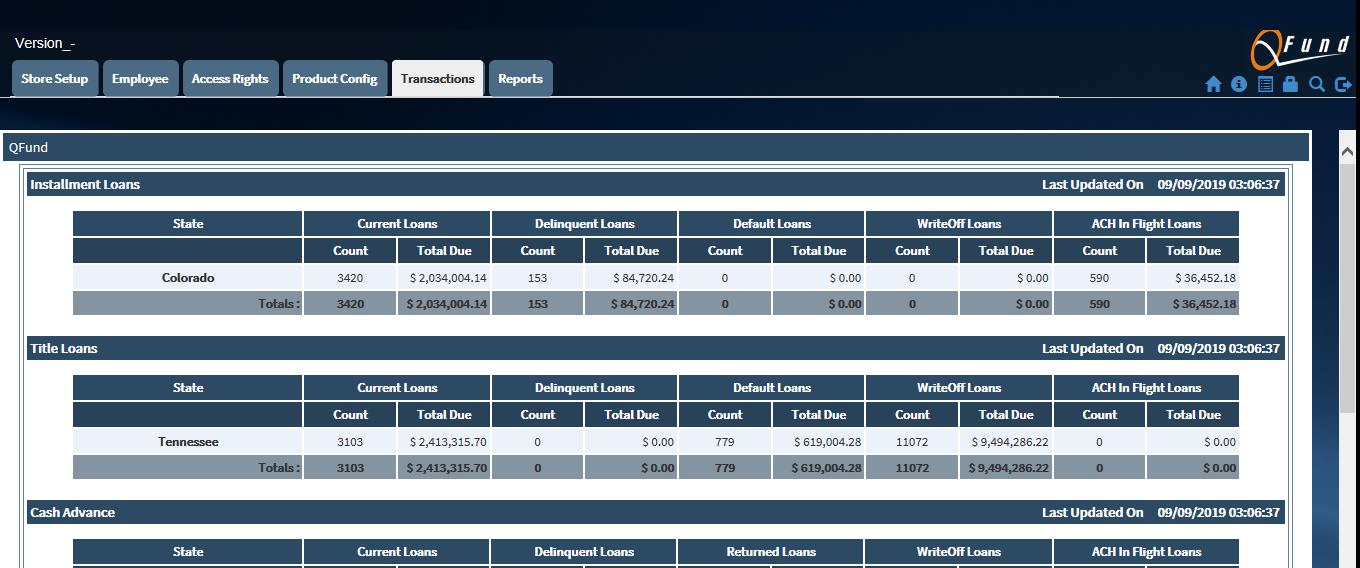 Version_-
QFund
Store Setup Employee Access Rights Product Config Transactions Reports
QFund
Installment Loans Last Updated On 09/09/2019 03:06:37
State Current Loans Delinquent Loans Default Loans WriteOff Loans ACH In Flight Loans
Count Total Due Count Total Due Count Total Due Count Total Due Count Total Due
Colorado 3420 $ 2,034,004.14 153 $ 84,720.24 0 $ 0.00 0 $ 0.00 590 $ 36,452.18
Totals : 3420 $ 2,034,004.14 153 $ 84,720.24 0 $ 0.00 0 $ 0.00 590 $ 36,452.18
Title Loans Last Updated On 09/09/2019 03:06:37
State Current Loans Delinquent Loans Default Loans WriteOff Loans ACH In Flight Loans
Count Total Due Count Total Due Count Total Due Count Total Due Count Total Due
Tennessee 3103 $ 2,413,315.70 0 $ 0.00 779 $ 619,004.28 11072 $ 9,494,286.22 0 $ 0.00
Totals : 3103 $ 2,413,315.70 0 $ 0.00 779 $ 619,004.28 11072 $ 9,494,286.22 0 $ 0.00
Cash Advance Last Updated On 09/09/2019 03:06:37
State Current Loans Delinquent Loans Returned Loans WriteOff Loans ACH In Flight Loans